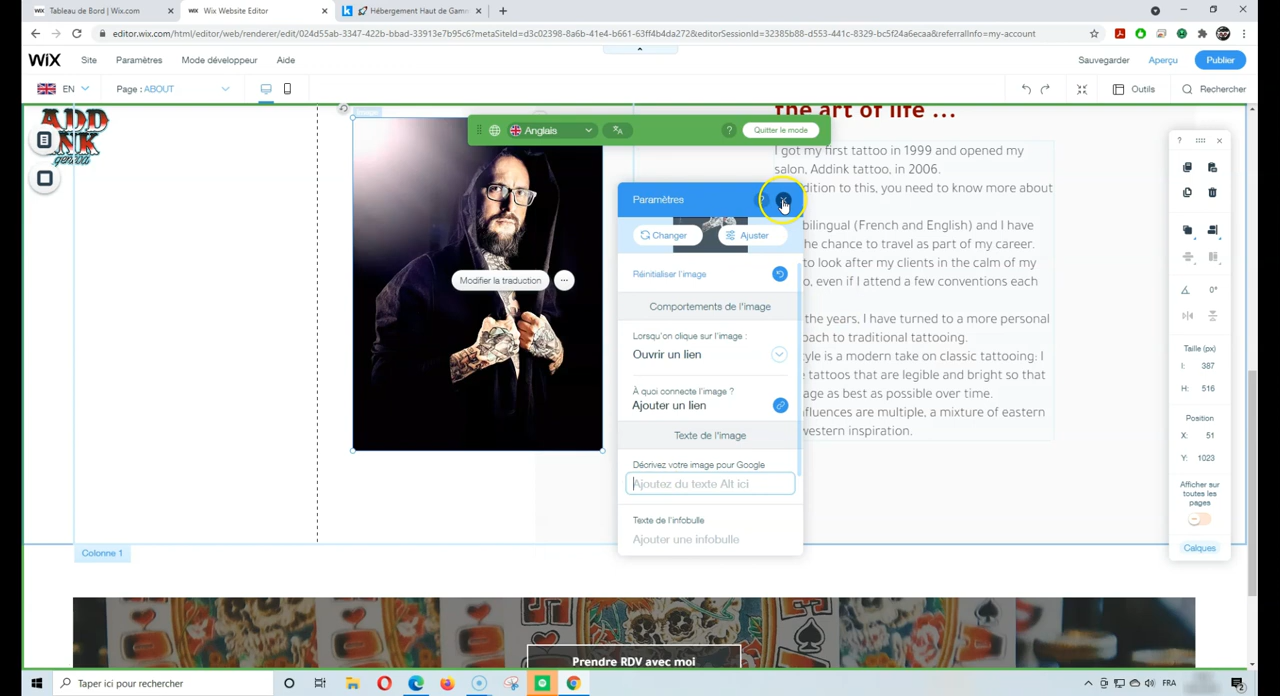 Tableau de Bord | Wix.com
Wix Website Editor
Hébergement Haut de Gamm
editor.wix.com/html/editor/web/renderer/edit/024d55ab-3347-422b-bbad-33913e7b95c6?metaSiteId=d3c02398-8a6b-41e4-b661-63ff4b4da272&editorSessionId=32385b88-d553-441c-8329-bc5f24a6ecaa&referralInfo=my-account
WiX
Site
Paramètres
Mode développeur
Aide
Sauvegarder
Aperçu
Publier
EN
Page : ABOUT
Outils
Rechercher
ADD
INK
the art of life ...
Anglais
Quitter le mode
I got my first tattoo in 1999 and opened my
salon, Addink tattoo, in 2006.
dition to this, you need to know more about
bilingual (French and English) and I have
the chance to travel as part of my career.
to look after my clients in the calm of my
o, even if I attend a few conventions each
the years, I have turned to a more personal
oach to traditional tattooing.
tyle is a modern take on classic tattooing: I
e tattoos that are legible and bright so that
age as best as possible over time.
nfluences are multiple, a mixture of eastern
western inspiration.
Modifier la traduction
Paramètres
?
Changer
Ajuster
Réinitialiser l'image
Comportements de l'image
Lorsqu'on clique sur l'image :
Ouvrir un lien
À quoi connecte l'image ?
Ajouter un lien
Texte de l'image
Décrivez votre image pour Google
Ajoutez du texte Alt ici
Texte de l'infobulle
Ajouter une infobulle
?
0°
Taille (px)
l: 387
H: 516
Position
X: 51
Y: 1023
Afficher sur
toutes les
pages
Calques
Colonne 1
Prendre RDV avec moi
Taper ici pour rechercher
FRA
2